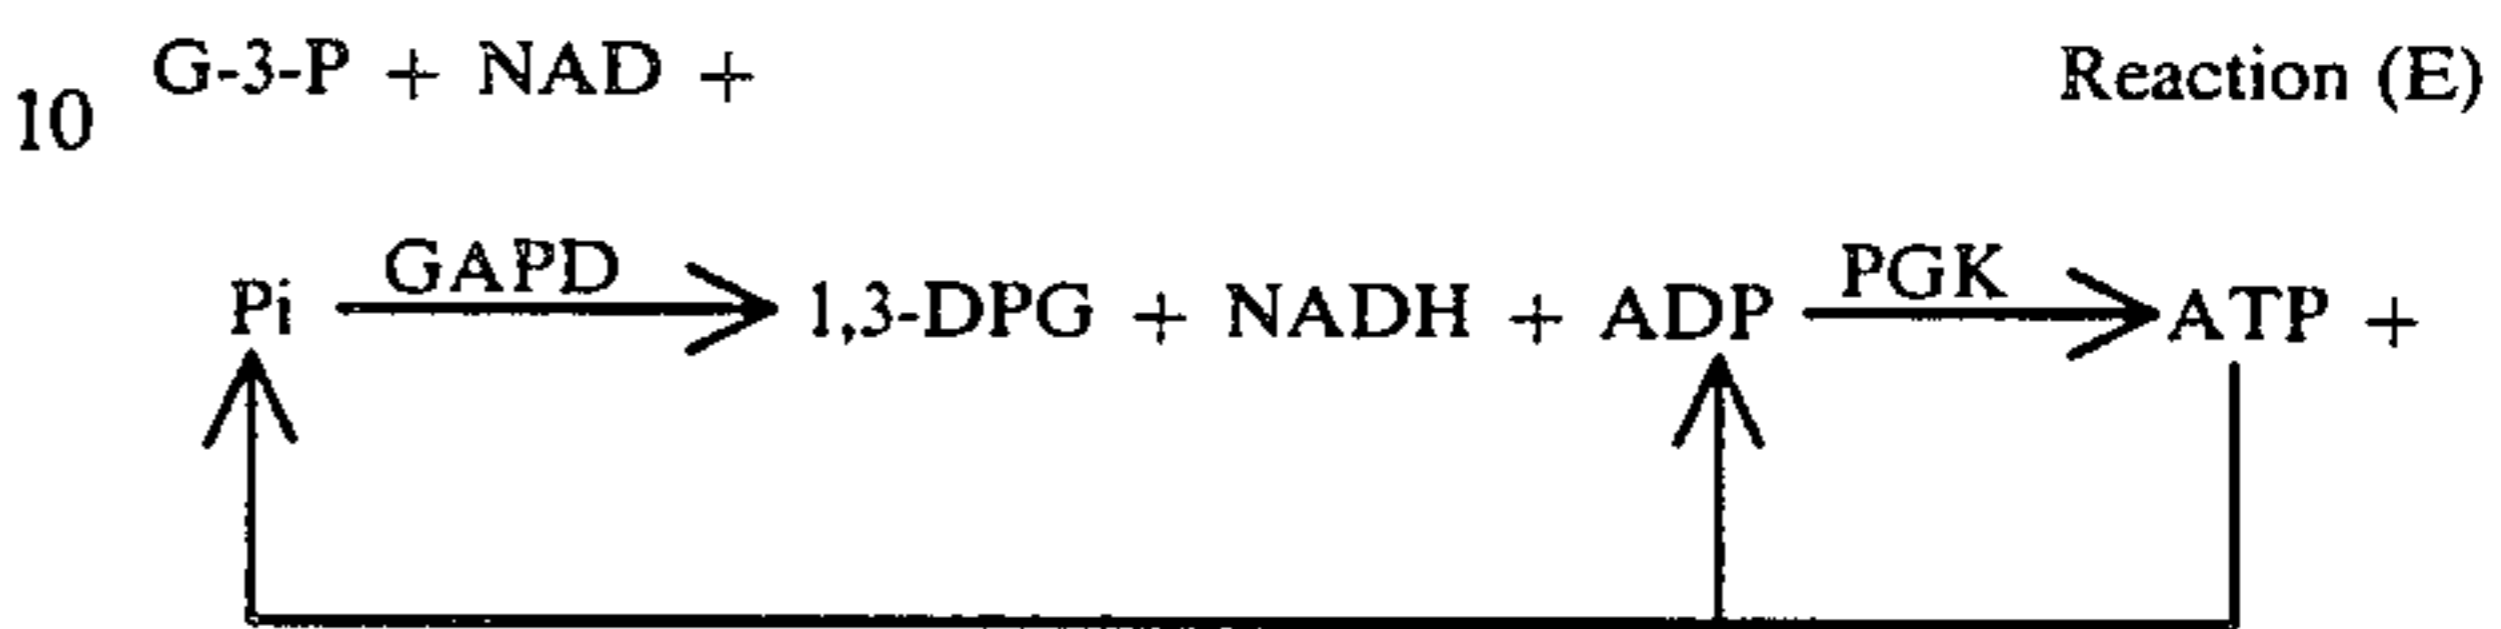 G-3-P + NAD + Reaction (E)
10
GAPD PGK
Pi 1,3-DPG + NADH + ADP ATP +